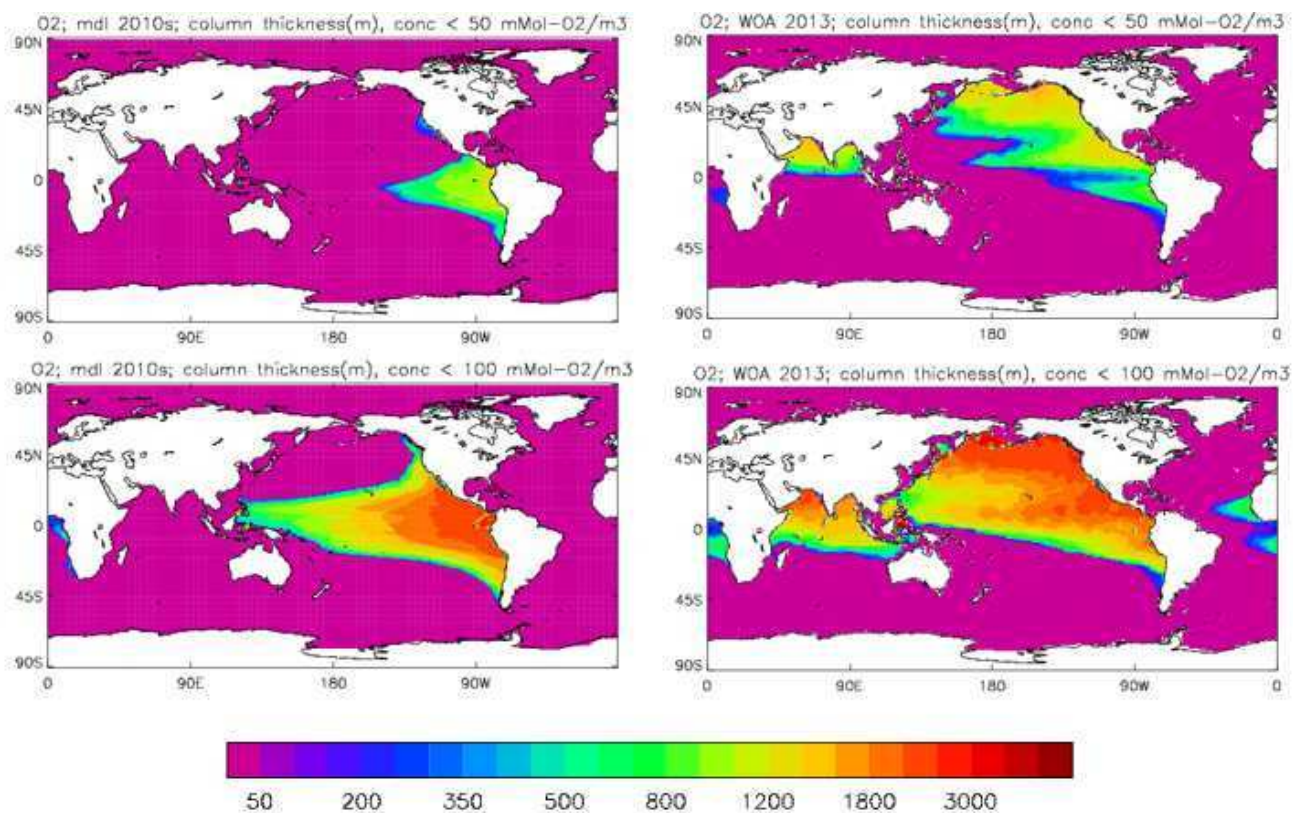 O2; mdl 2010s; column thickness(m), conc < 50 mMol-O2/m3
90N
45N
0
45S
90S
0 90E 180 90W
O2; WOA 2013; column thickness(m), conc < 50 mMol-O2/m3
90N
45N
0
45S
90S
0 90E 180 90W 0
O2; mdl 2010s; column thickness(m), conc < 100 mMol-O2/m3
90N
45N
0
45S
90S
0 90E 180 90W
O2; WOA 2013; column thickness(m), conc < 100 mMol-O2/m3
90N
45N
0
45S
90S
0 90E 180 90W 0
50 200 350 500 800 1200 1800 3000